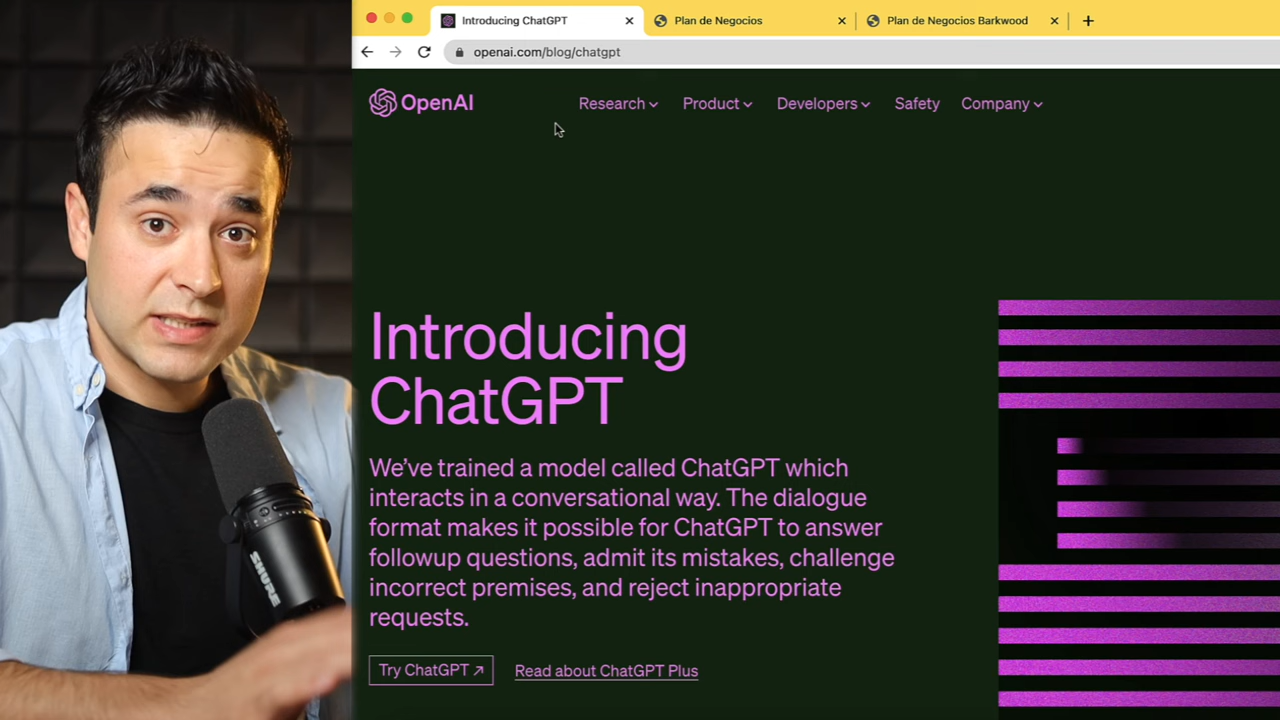 Introducing ChatGPT
Plan de Negocios
Plan de Negocios Barkwood
openai.com/blog/chatgpt
OpenAI
Research
Product
Developers
Safety
Company
Introducing
ChatGPT
We’ve trained a model called ChatGPT which
interacts in a conversational way. The dialogue
format makes it possible for ChatGPT to answer
followup questions, admit its mistakes, challenge
incorrect premises, and reject inappropriate
requests.
Try ChatGPT ↗
Read about ChatGPT Plus
SHURE